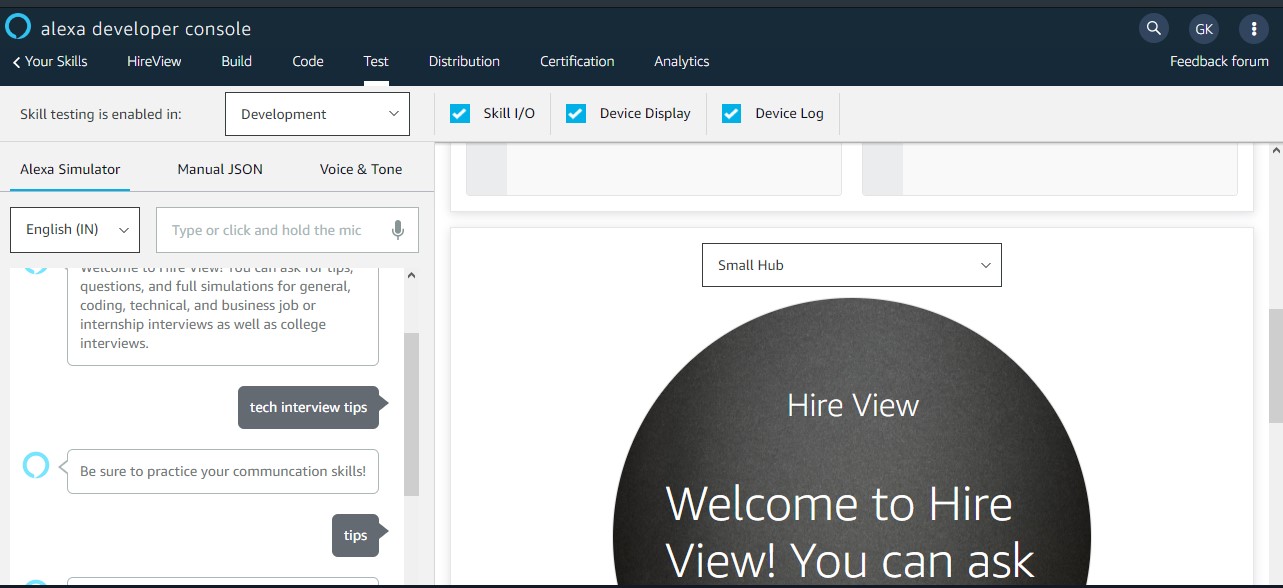 alexa developer console
GK
Your Skills
HireView
Build
Code
Test
Distribution
Certification
Analytics
Feedback forum
Skill testing is enabled in:
Development
Skill I/O
Device Display
Device Log
Alexa Simulator
Manual JSON
Voice & Tone
English (IN)
Type or click and hold the mic
Welcome to Hire View! You can ask for tips,
questions, and full simulations for general,
coding, technical, and business job or
internship interviews as well as college
interviews.
tech interview tips
Be sure to practice your communcation skills!
tips
Small Hub
Hire View
Welcome to Hire
View! You can ask